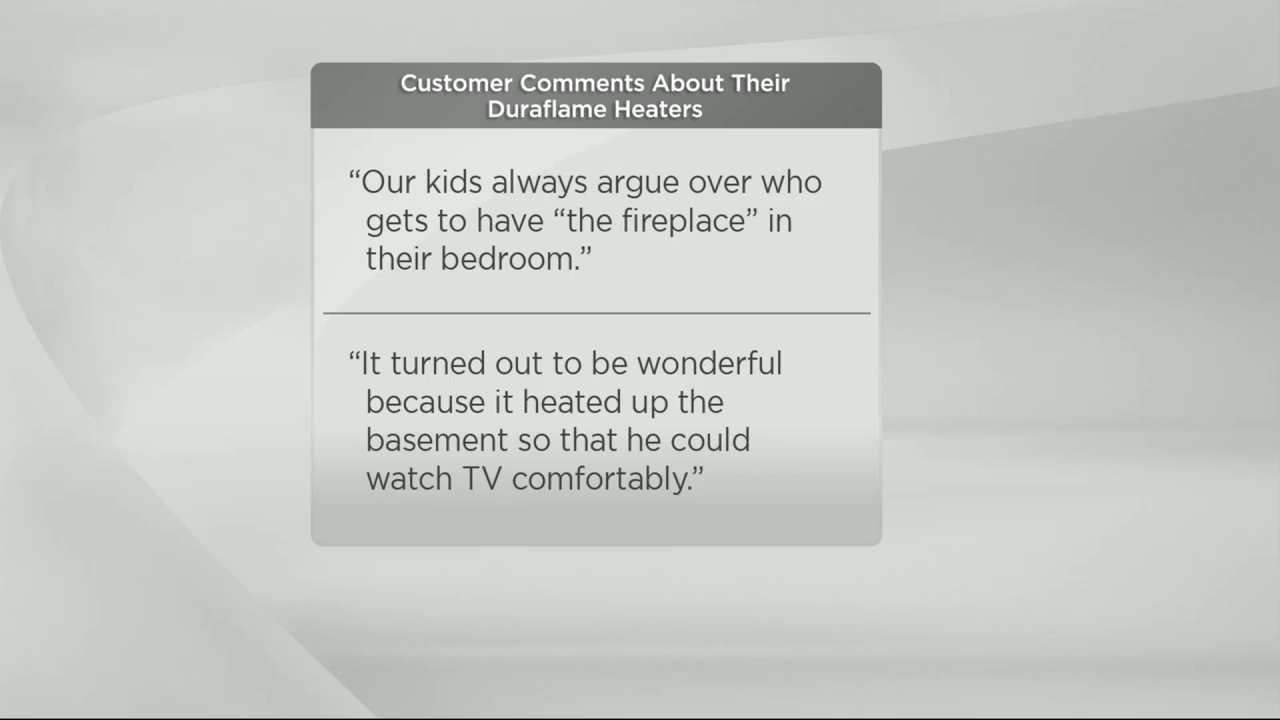 Customer Comments About Their
Duraflame Heaters
“Our kids always argue over who
gets to have “the fireplace” in
their bedroom.”
“It turned out to be wonderful
because it heated up the
basement so that he could
watch TV comfortably.”